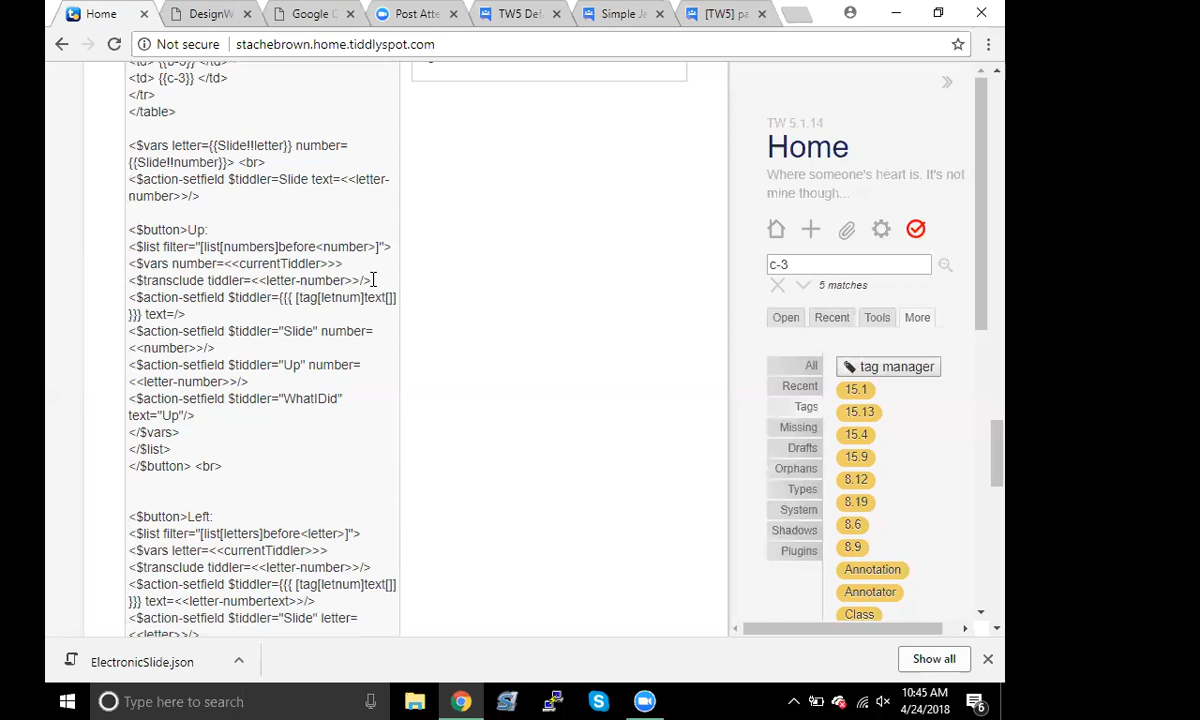 Home
DesignW
Google C
Post Atte
TW5 Def
Simple Ja
[TW5] pa
Not secure
stachebrown.home.tiddlyspot.com
<td> {{b-3}} </td>
<td> {{c-3}} </td>
</tr>
</table>
<$vars letter={{Slide!!letter}} number=
{{Slide!!number}}> <br>
<$action-setfield $tiddler=Slide text=<<letter-
number>>/>
<$button>Up:
<$list filter="[list[numbers]before<number>]">
<$vars number=<<currentTiddler>>>
<$transclude tiddler=<<letter-number>>/>
<$action-setfield $tiddler={{{ [tag[letnum]text[]]
}}} text=/>
<$action-setfield $tiddler="Slide" number=
<<number>>/>
<$action-setfield $tiddler="Up" number=
<<letter-number>>/>
<$action-setfield $tiddler="WhatIDid"
text="Up"/>
</$vars>
</$list>
</$button> <br>
<$button>Left:
<$list filter="[list[letters]before<letter>]">
<$vars letter=<<currentTiddler>>>
<$transclude tiddler=<<letter-number>>/>
<$action-setfield $tiddler={{{ [tag[letnum]text[]]
}}} text=<<letter-numbertext>>/>
<$action-setfield $tiddler="Slide" letter=
<<letter>>/>
TW 5.1.14
Home
Where someone's heart is. It's not
mine though...
c-3
5 matches
Open
Recent
Tools
More
All
Recent
Tags
Missing
Drafts
Orphans
Types
System
Shadows
Plugins
tag manager
15.1
15.13
15.4
15.9
8.12
8.19
8.6
8.9
Annotation
Annotator
Class
ElectronicSlide.json
Show all
Type here to search
10:45 AM
4/24/2018
6